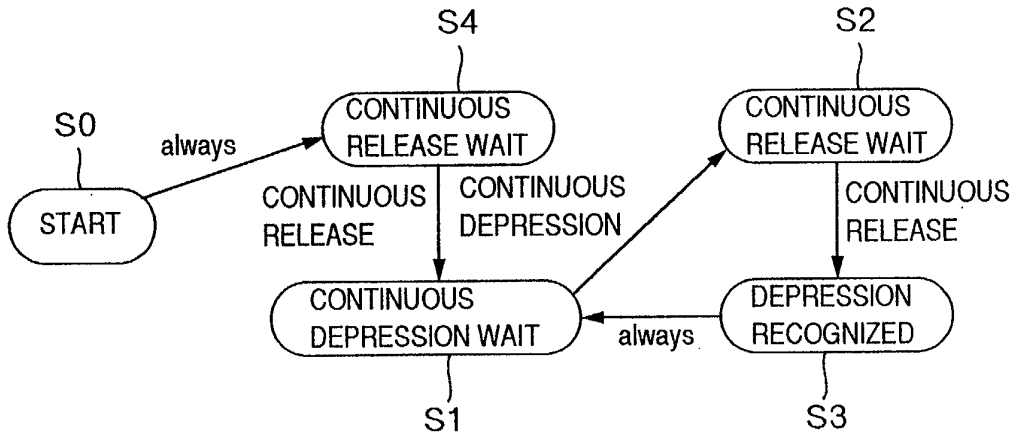 S4
S2
S0
always
CONTINUOUS
RELEASE WAIT
CONTINUOUS
RELEASE WAIT
START
CONTINUOUS
RELEASE
CONTINUOUS
DEPRESSION
CONTINUOUS
RELEASE
CONTINUOUS
DEPRESSION WAIT
always
DEPRESSION
RECOGNIZED
S1
S3